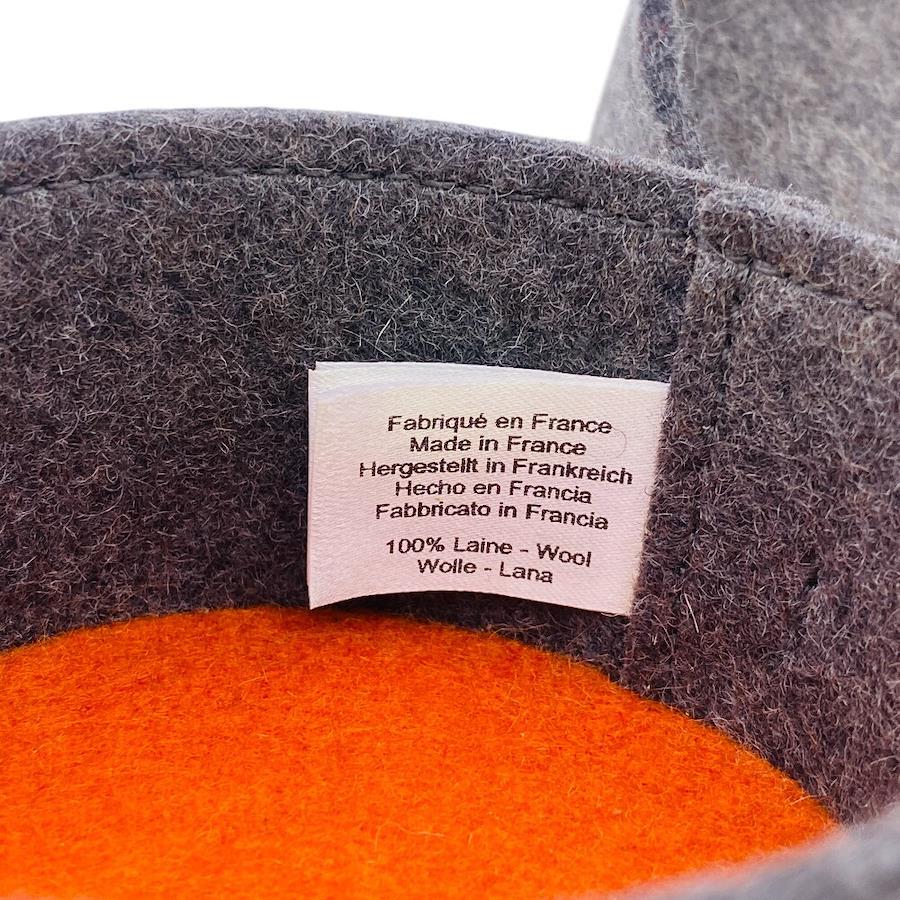 Fabriqué en France
Made in France
Hergestellt in Frankreich
Hecho en Francia
Fabbricato in Francia
100% Laine - Wool
Wolle - Lana